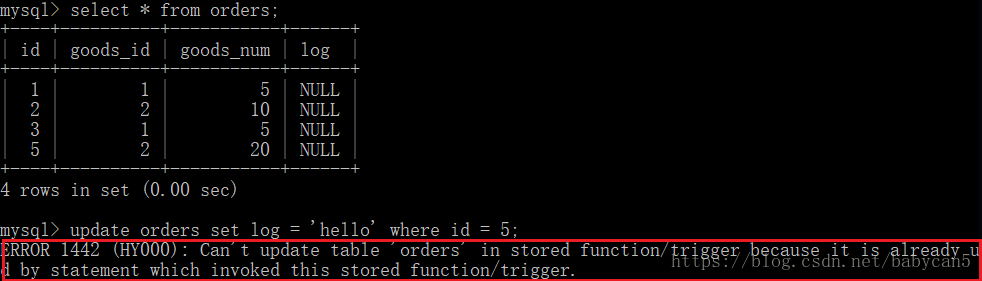 mysql> select * from orders;
+----+----------+-----------+------+
| id | goods_id | goods_num | log  |
+----+----------+-----------+------+
|  1 |        1 |         5 | NULL |
|  2 |        2 |        10 | NULL |
|  3 |        1 |         5 | NULL |
|  5 |        2 |        20 | NULL |
+----+----------+-----------+------+
4 rows in set (0.00 sec)
mysql> update orders set log = 'hello' where id = 5;
ERROR 1442 (HY000): Can't update table 'orders' in stored function/trigger because it is already u
d by statement which invoked this stored function/trigger.
https://blog.csdn.net/babycan5